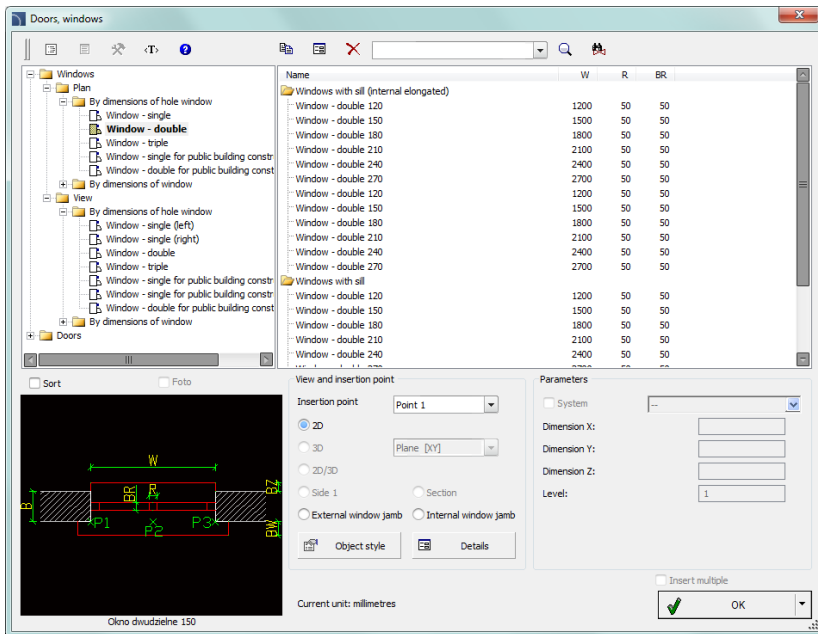 Doors, windows
‹T›
Windows
Plan
By dimensions of hole window
Window - single
Window - double
Window - triple
Window - single for public building constr
Window - double for public building const
By dimensions of window
View
By dimensions of hole window
Window - single (left)
Window - single (right)
Window - double
Window - triple
Window - single for public building constr
Window - single for public building constr
Window - double for public building const
By dimensions of window
Doors
Name W R BR
Windows with sill (internal elongated)
Window - double 120 1200 50 50
Window - double 150 1500 50 50
Window - double 180 1800 50 50
Window - double 210 2100 50 50
Window - double 240 2400 50 50
Window - double 270 2700 50 50
Window - double 120 1200 50 50
Window - double 150 1500 50 50
Window - double 180 1800 50 50
Window - double 210 2100 50 50
Window - double 240 2400 50 50
Window - double 270 2700 50 50
Windows with sill
Window - double 120 1200 50 50
Window - double 150 1500 50 50
Window - double 180 1800 50 50
Window - double 210 2100 50 50
Window - double 240 2400 50 50
Sort Foto
W
BR R BZ
B
P1 P2 P3 BW
Okno dwudzielne 150
View and insertion point
Insertion point Point 1
2D
3D Plane [XY]
2D/3D
Side 1 Section
External window jamb Internal window jamb
Object style Details
Current unit: milimetres
Parameters
System --
Dimension X:
Dimension Y:
Dimension Z:
Level: 1
Insert multiple
OK